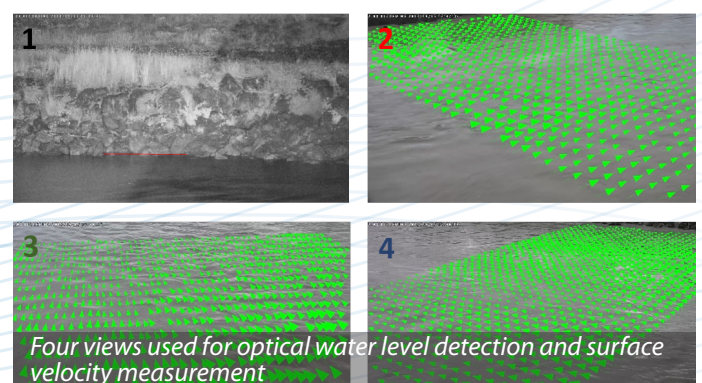 1
2
3
4
Four views used for optical water level detection and surface
velocity measurement